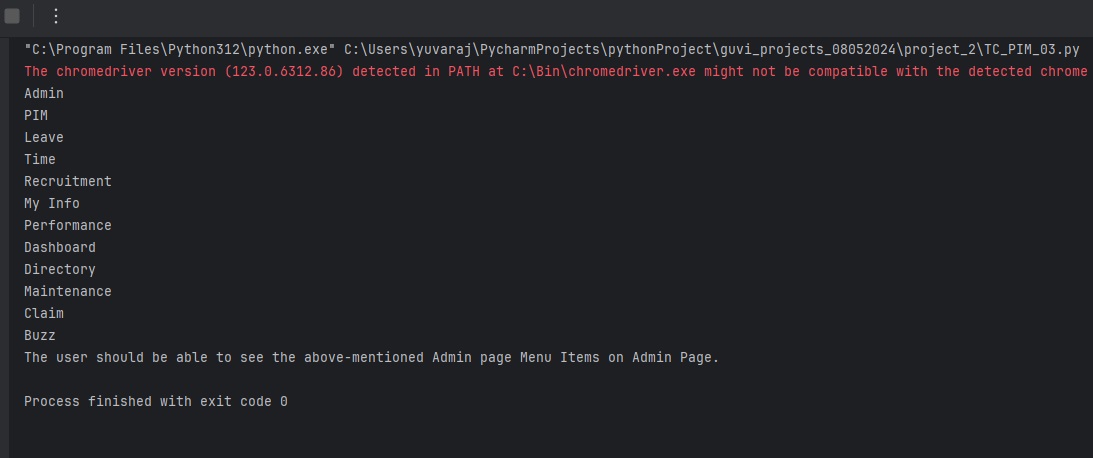 "C:\Program Files\Python312\python.exe" C:\Users\yuvaraj\PycharmProjects\pythonProject\guvi_projects_08052024\project_2\TC_PIM_03.py
The chromedriver version (123.0.6312.86) detected in PATH at C:\Bin\chromedriver.exe might not be compatible with the detected chrome
Admin
PIM
Leave
Time
Recruitment
My Info
Performance
Dashboard
Directory
Maintenance
Claim
Buzz
The user should be able to see the above-mentioned Admin page Menu Items on Admin Page.
Process finished with exit code 0